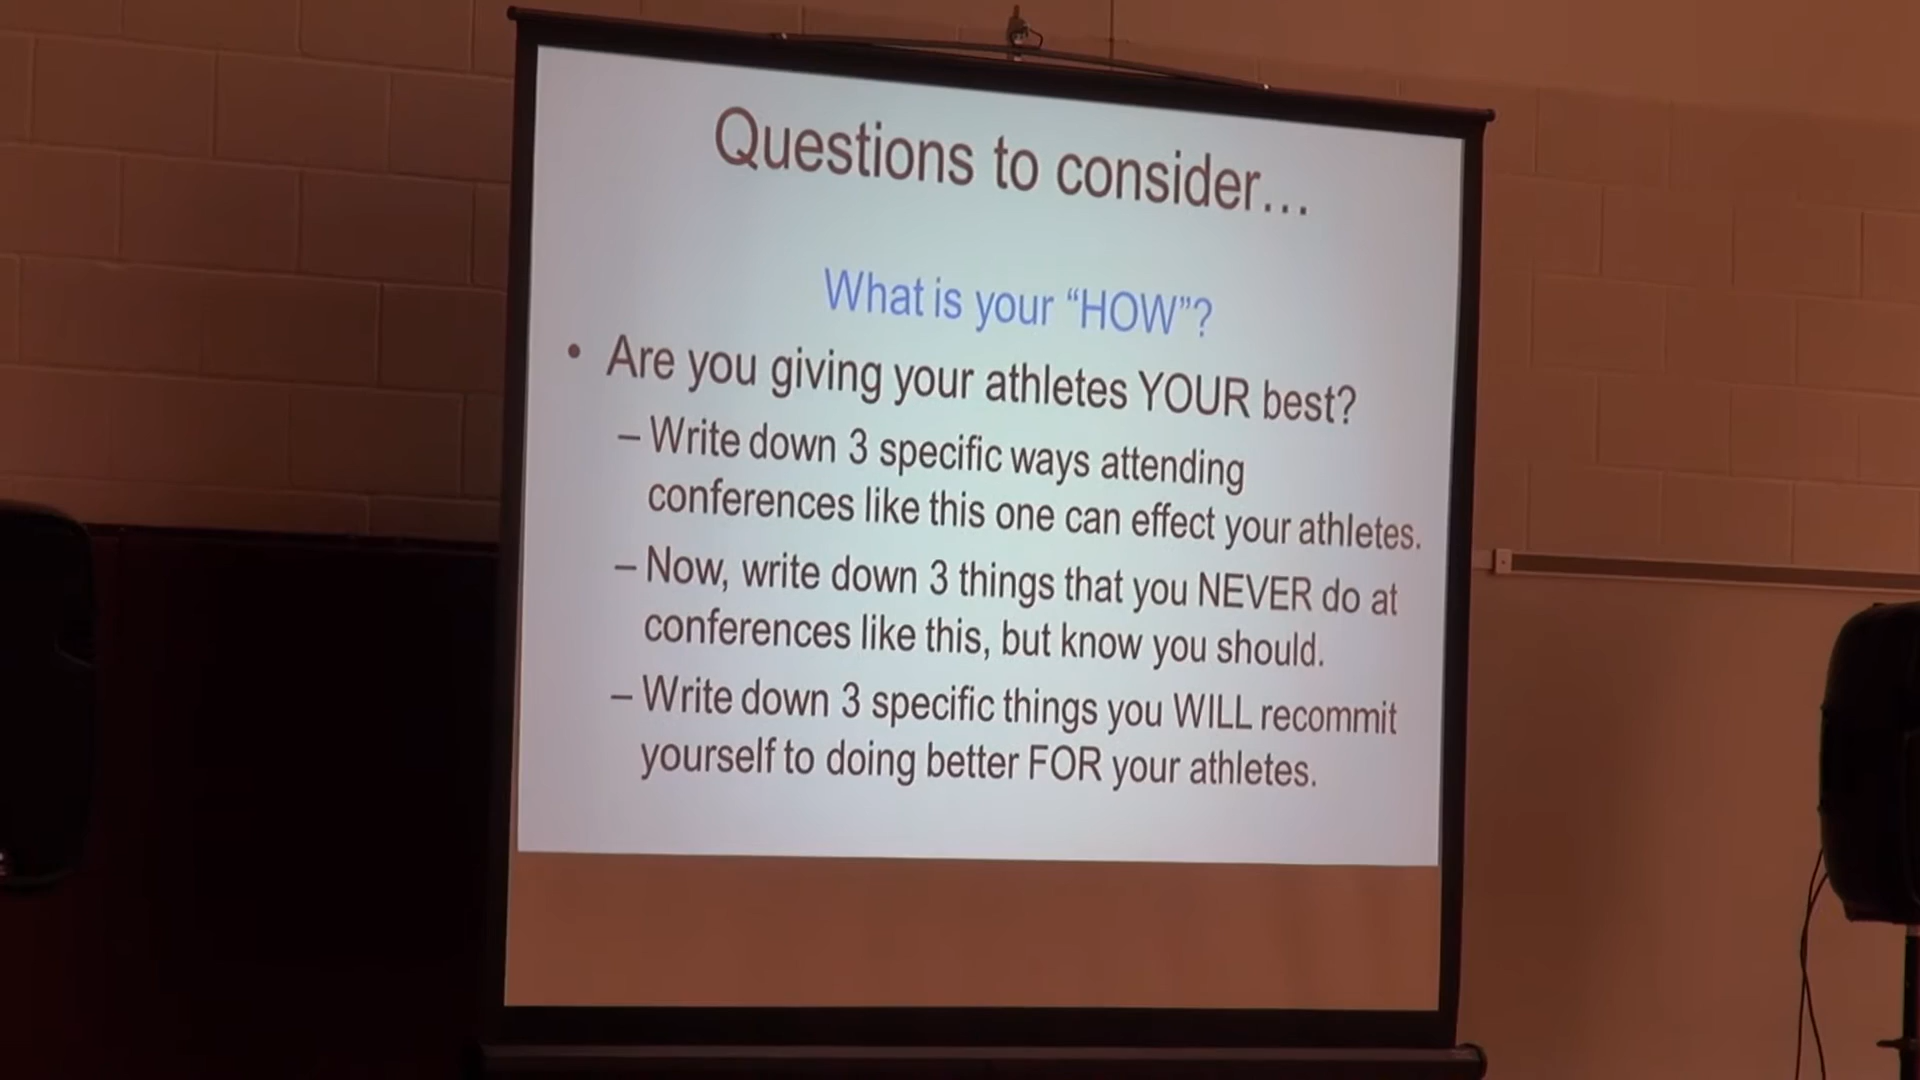 Questions to consider...
What is your “HOW”?
• Are you giving your athletes YOUR best?
– Write down 3 specific ways attending
conferences like this one can effect your athletes.
– Now, write down 3 things that you NEVER do at
conferences like this, but know you should.
– Write down 3 specific things you WILL recommit
yourself to doing better FOR your athletes.